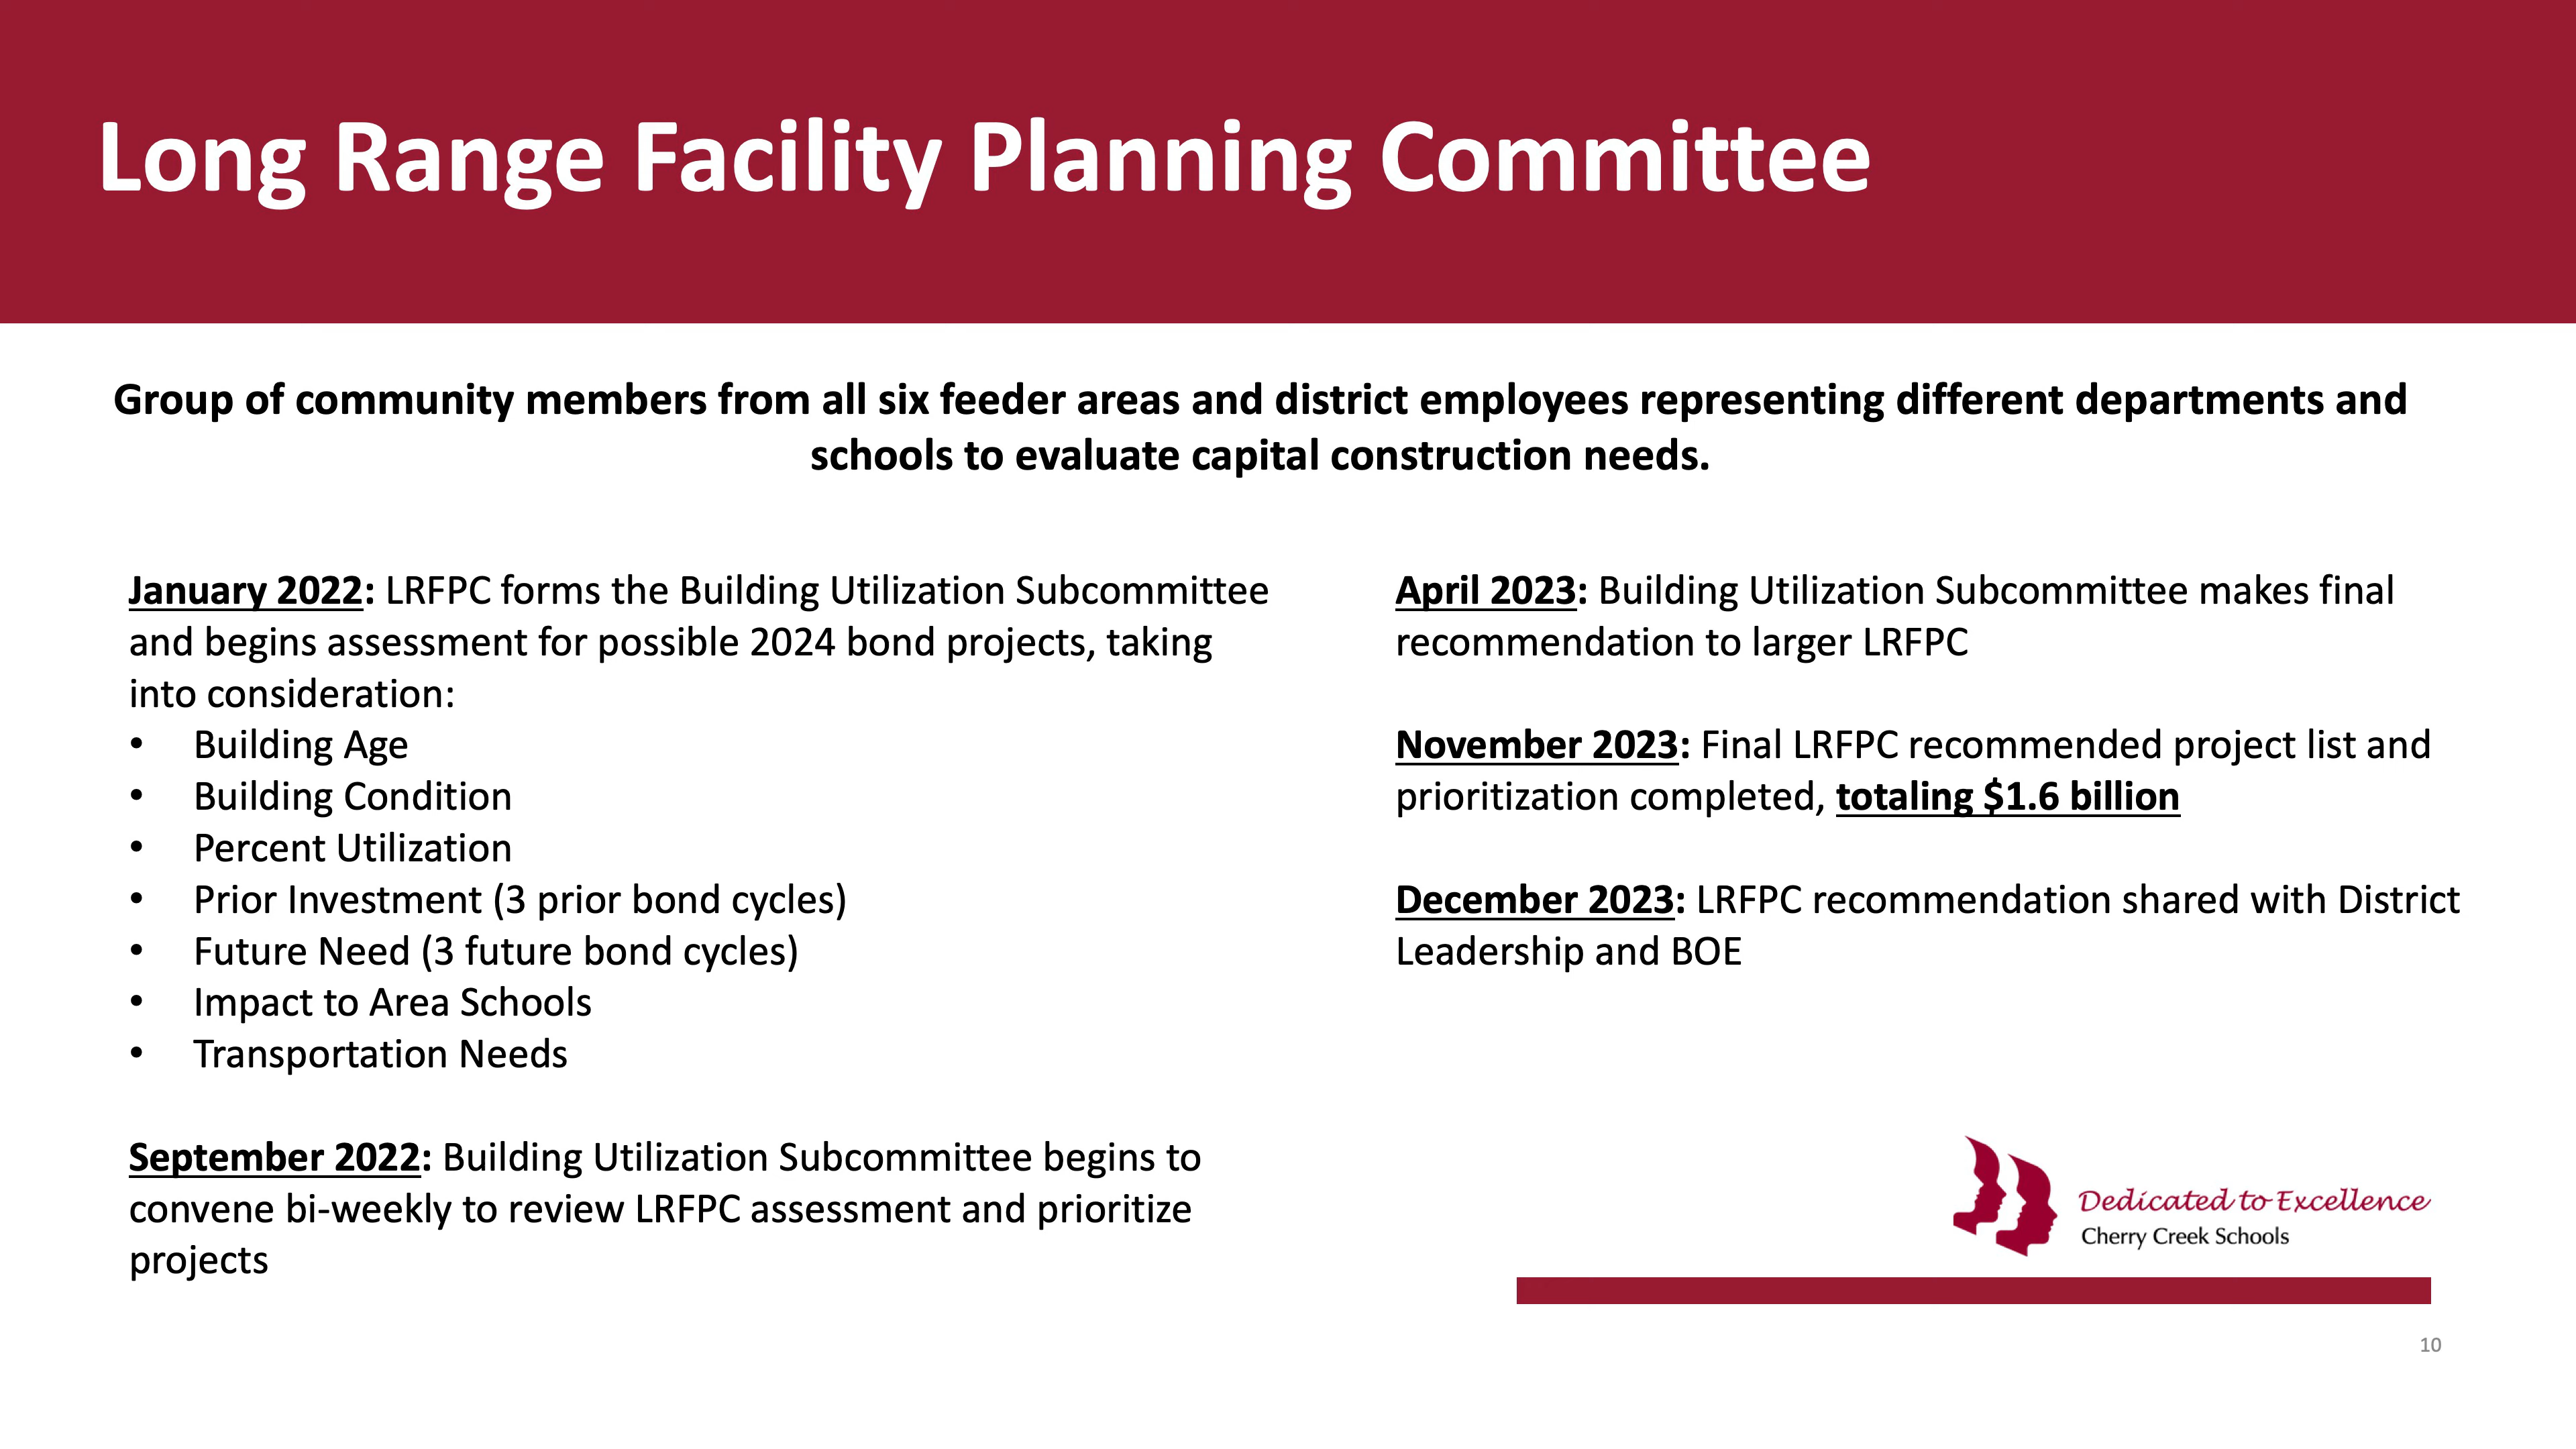 Long Range Facility Planning Committee
Group of community members from all six feeder areas and district employees representing different departments and
schools to evaluate capital construction needs.
January 2022: LRFPC forms the Building Utilization Subcommittee
and begins assessment for possible 2024 bond projects, taking
into consideration:
• Building Age
• Building Condition
• Percent Utilization
• Prior Investment (3 prior bond cycles)
• Future Need (3 future bond cycles)
• Impact to Area Schools
• Transportation Needs
September 2022: Building Utilization Subcommittee begins to
convene bi-weekly to review LRFPC assessment and prioritize
projects
April 2023: Building Utilization Subcommittee makes final
recommendation to larger LRFPC
November 2023: Final LRFPC recommended project list and
prioritization completed, totaling $1.6 billion
December 2023: LRFPC recommendation shared with District
Leadership and BOE
Dedicated to Excellence
Cherry Creek Schools
10